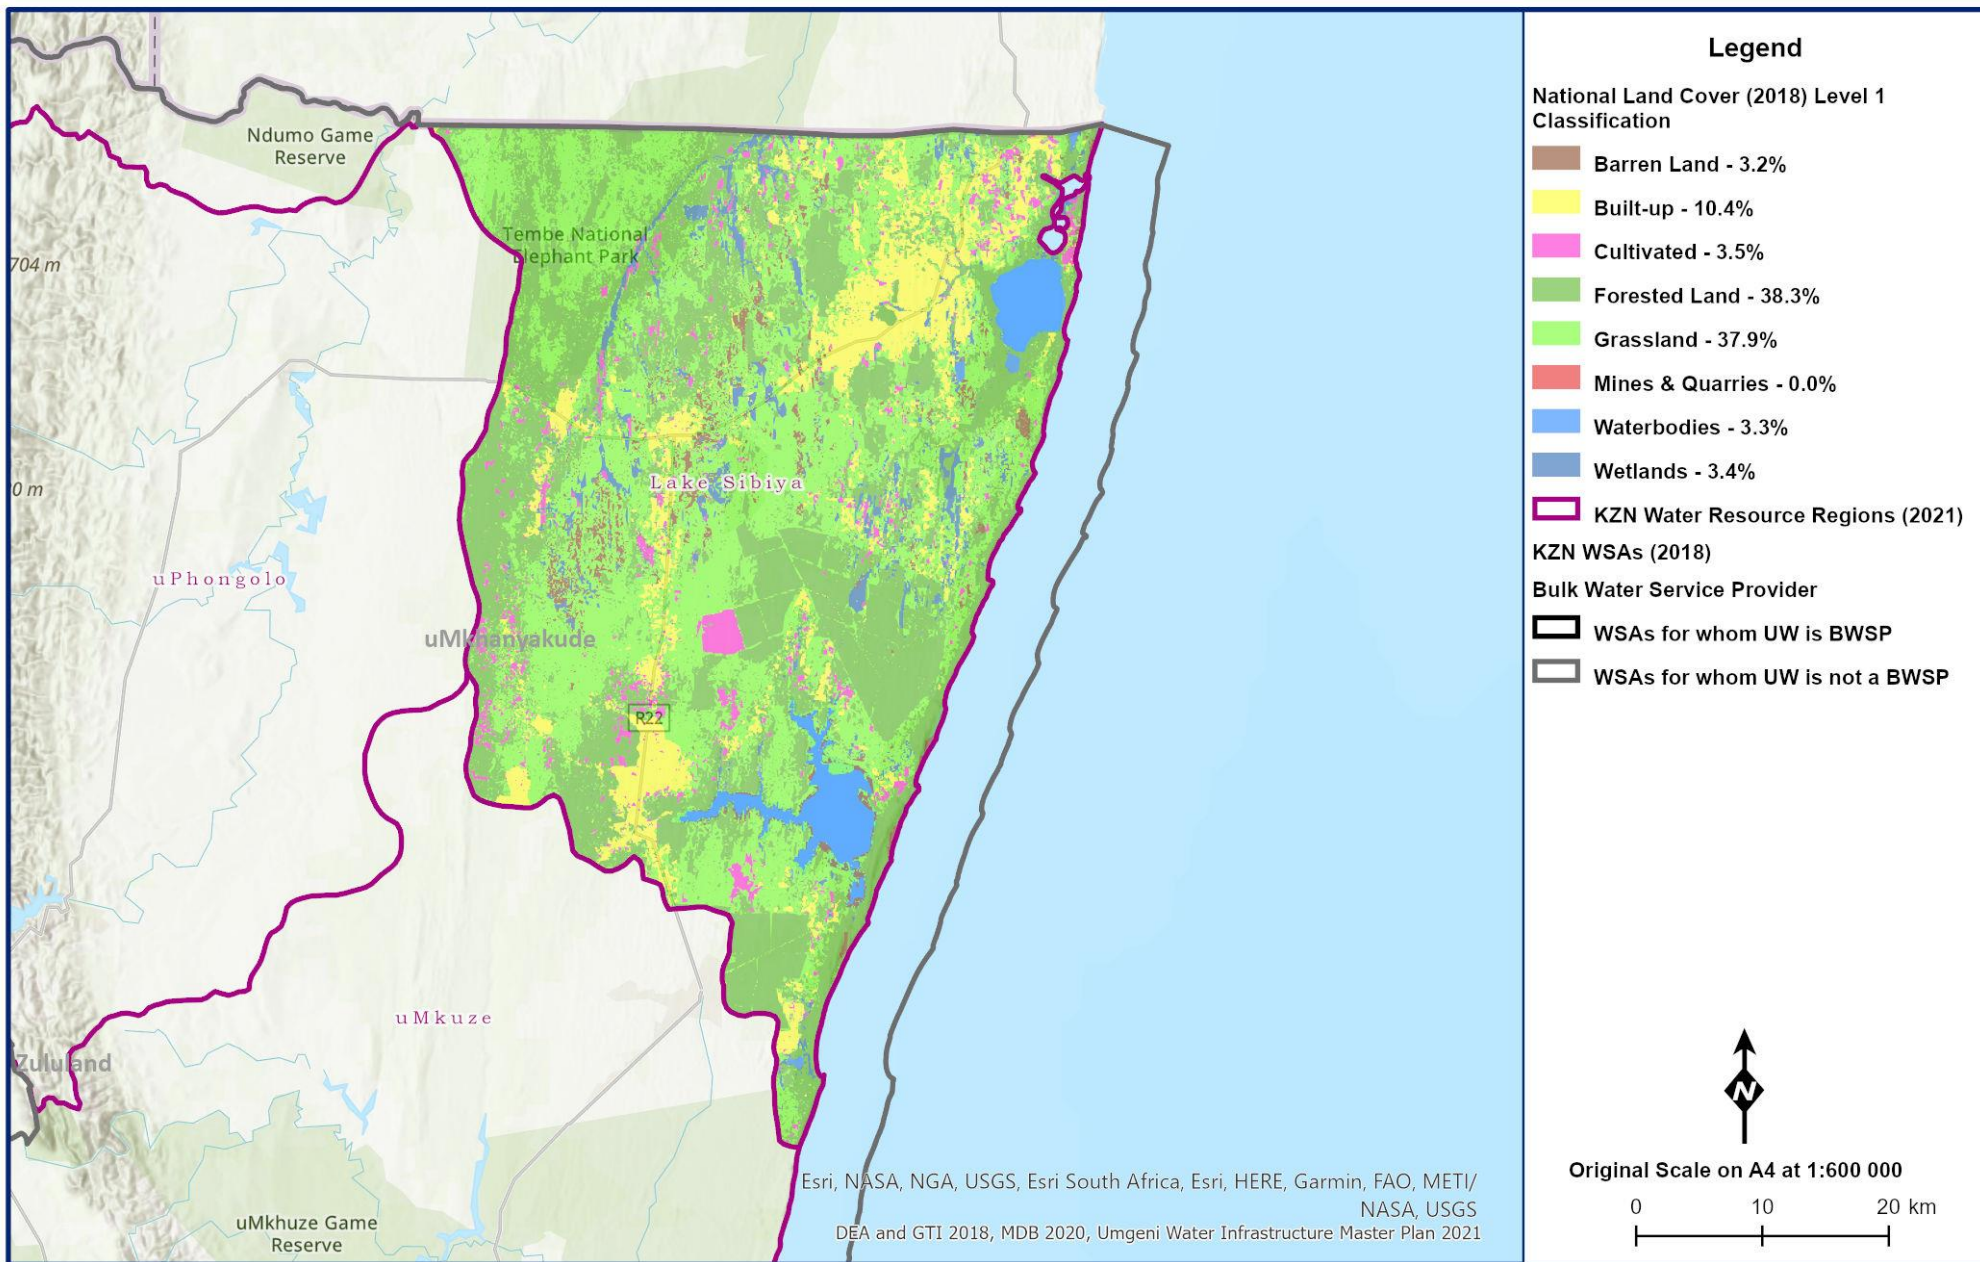 Ndumo Game
Reserve
Tembe National
Elephant Park
704 m
0 m
Lake Sibiya
uPhongolo
uMkhanyakude
R22
uMkuze
Zululand
uMkhuze Game
Reserve
Esri, NASA, NGA, USGS, Esri South Africa, Esri, HERE, Garmin, FAO, METI/
NASA, USGS
DEA and GTI 2018, MDB 2020, Umgeni Water Infrastructure Master Plan 2021
Legend
National Land Cover (2018) Level 1
Classification
Barren Land - 3.2%
Built-up - 10.4%
Cultivated - 3.5%
Forested Land - 38.3%
Grassland - 37.9%
Mines & Quarries - 0.0%
Waterbodies - 3.3%
Wetlands - 3.4%
KZN Water Resource Regions (2021)
KZN WSAs (2018)
Bulk Water Service Provider
WSAs for whom UW is BWSP
WSAs for whom UW is not a BWSP
N
Original Scale on A4 at 1:600 000
0 10 20 km